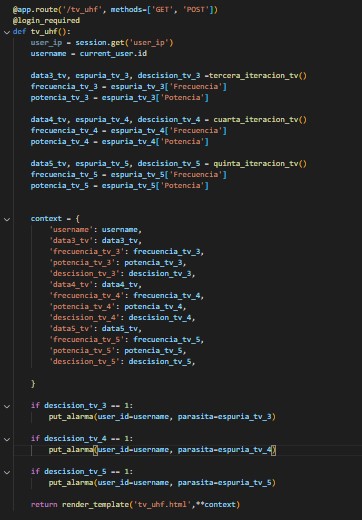 @app.route('/tv_uhf', methods=['GET', 'POST'])
@login_required
def tv_uhf():
    user_ip = session.get('user_ip')
    username = current_user.id

    data3_tv, espuria_tv_3, descision_tv_3 =tercera_iteracion_tv()
    frecuencia_tv_3 = espuria_tv_3['Frecuencia']
    potencia_tv_3 = espuria_tv_3['Potencia']

    data4_tv, espuria_tv_4, descision_tv_4 = cuarta_iteracion_tv()
    frecuencia_tv_4 = espuria_tv_4['Frecuencia']
    potencia_tv_4 = espuria_tv_4['Potencia']

    data5_tv, espuria_tv_5, descision_tv_5 = quinta_iteracion_tv()
    frecuencia_tv_5 = espuria_tv_5['Frecuencia']
    potencia_tv_5 = espuria_tv_5['Potencia']

    context = {
        'username': username,
        'data3_tv': data3_tv,
        'frecuencia_tv_3': frecuencia_tv_3,
        'potencia_tv_3': potencia_tv_3,
        'descision_tv_3': descision_tv_3,
        'data4_tv': data4_tv,
        'frecuencia_tv_4': frecuencia_tv_4,
        'potencia_tv_4': potencia_tv_4,
        'descision_tv_4': descision_tv_4,
        'data5_tv': data5_tv,
        'frecuencia_tv_5': frecuencia_tv_5,
        'potencia_tv_5': potencia_tv_5,
        'descision_tv_5': descision_tv_5,

    }

    if descision_tv_3 == 1:
        put_alarma(user_id=username, parasita=espuria_tv_3)

    if descision_tv_4 == 1:
        put_alarma(user_id=username, parasita=espuria_tv_4)

    if descision_tv_5 == 1:
        put_alarma(user_id=username, parasita=espuria_tv_5)

    return render_template('tv_uhf.html',**context)